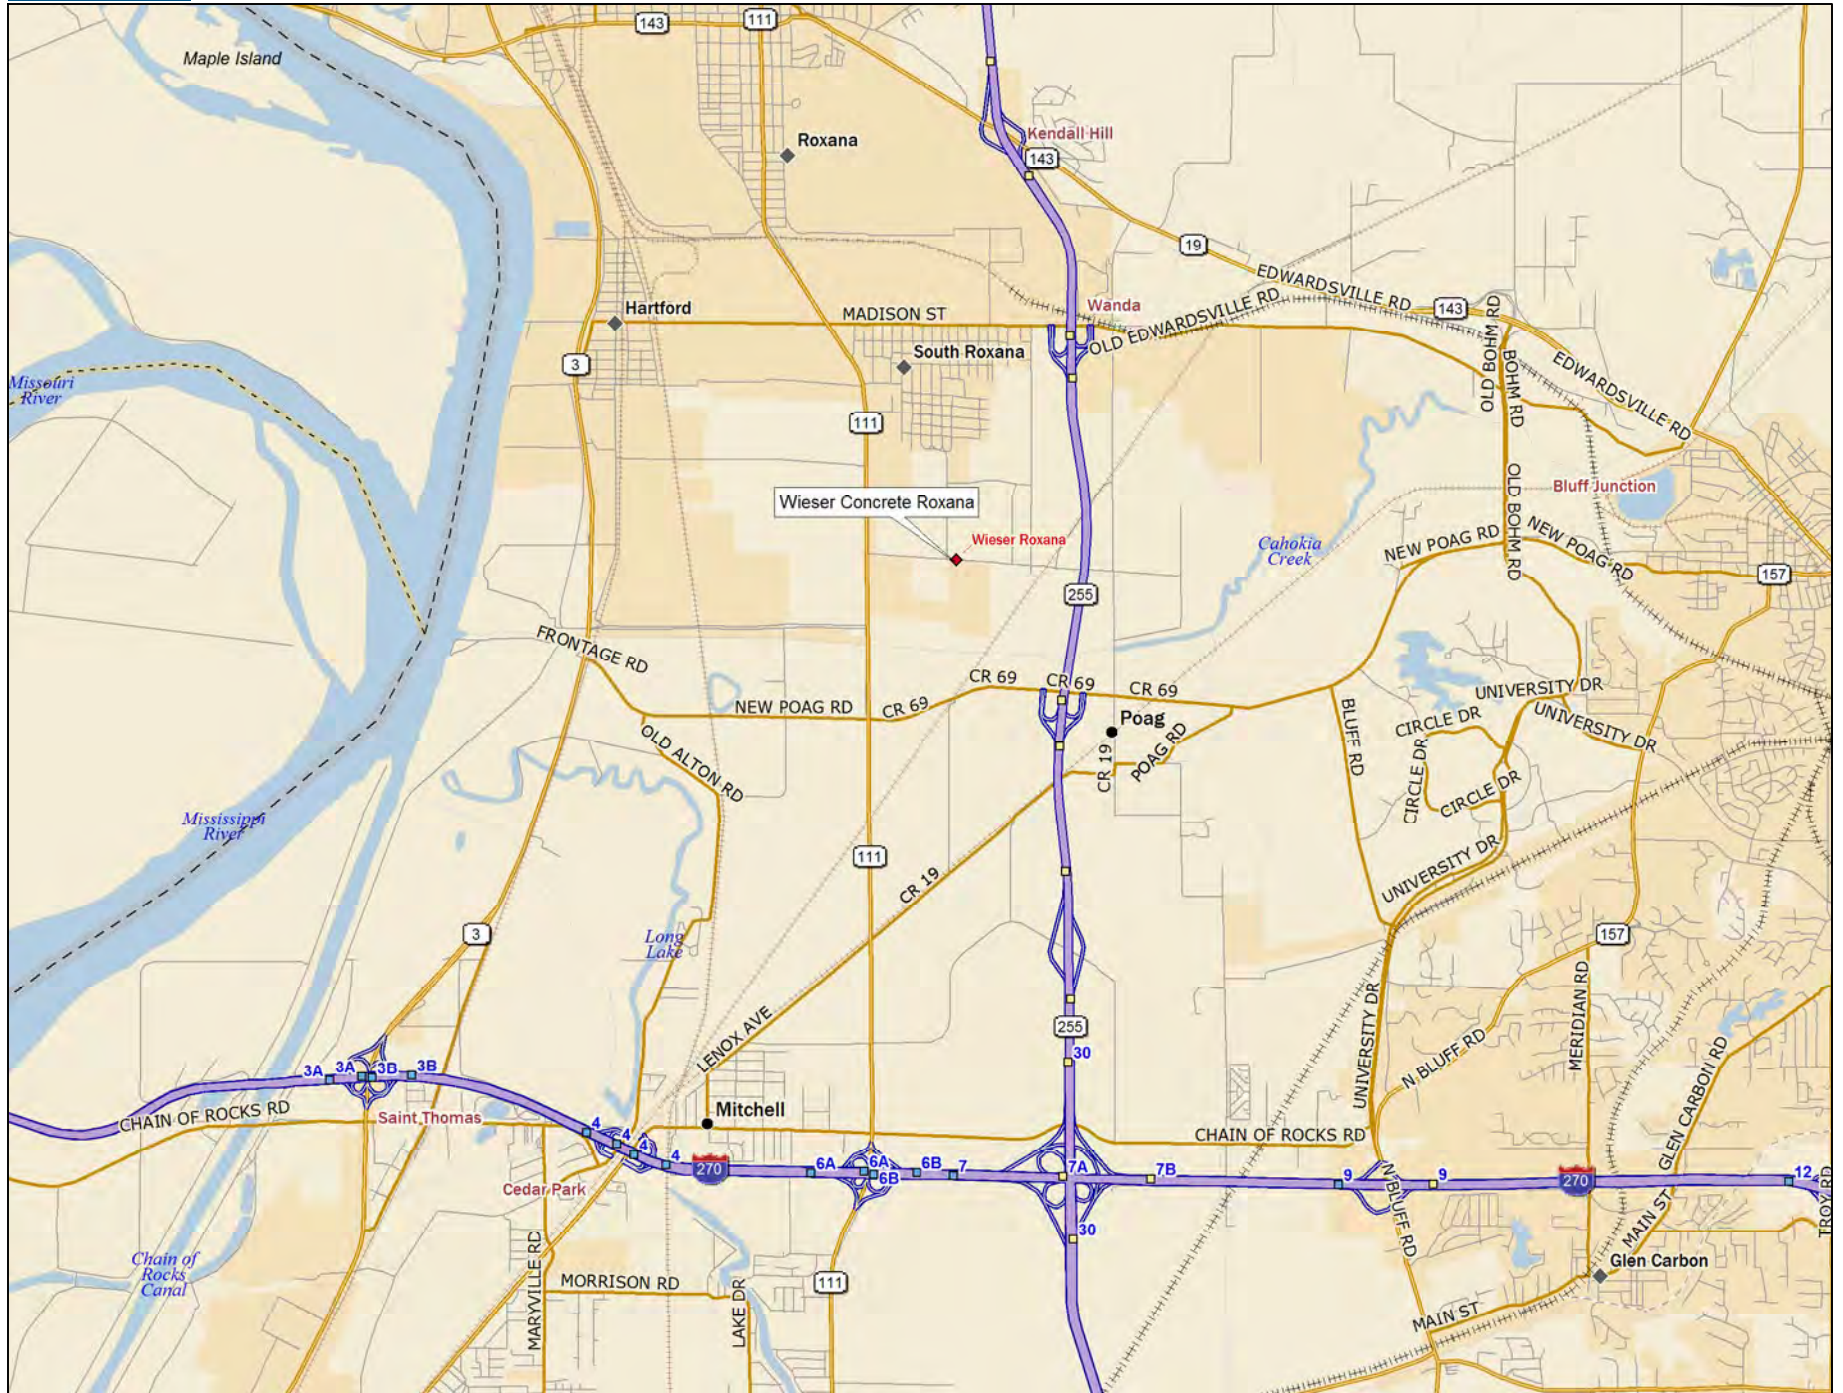 143
111
Maple Island
Roxana
Kendall Hill
143
19
EDWARDSVILLE RD
143
Hartford
MADISON ST
Wanda
OLD EDWARDSVILLE RD
OLD BOHM RD
BOHM RD
EDWARDSVILLE RD
3
South Roxana
Missouri
River
111
OLD BOHM RD
Bluff Junction
Wieser Concrete Roxana
Wieser Roxana
Cahokia
Creek
NEW POAG RD
NEW POAG RD
157
255
FRONTAGE RD
CR 69
CR 69
CR 69
NEW POAG RD
CR 69
Poag
UNIVERSITY DR
UNIVERSITY DR
CIRCLE DR
CIRCLE DR
CIRCLE DR
BLUFF RD
OLD ALTON RD
CR 19
POAG RD
Mississippi
River
111
CR 19
UNIVERSITY DR
3
Long
Lake
157
LENOX AVE
255
UNIVERSITY DR
N BLUFF RD
MERIDIAN RD
GLEN CARBON RD
3A
3A
3B
3B
30
CHAIN OF ROCKS RD
Saint Thomas
Mitchell
4
4
4
4
CHAIN OF ROCKS RD
270
6A
6A
6B
6B
7
7A
7B
9
9
270
12
Cedar Park
N BLUFF RD
MAIN ST
TROY RD
30
Chain of
Rocks
Canal
MARYVILLE RD
MORRISON RD
LAKE DR
111
Glen Carbon
MAIN ST